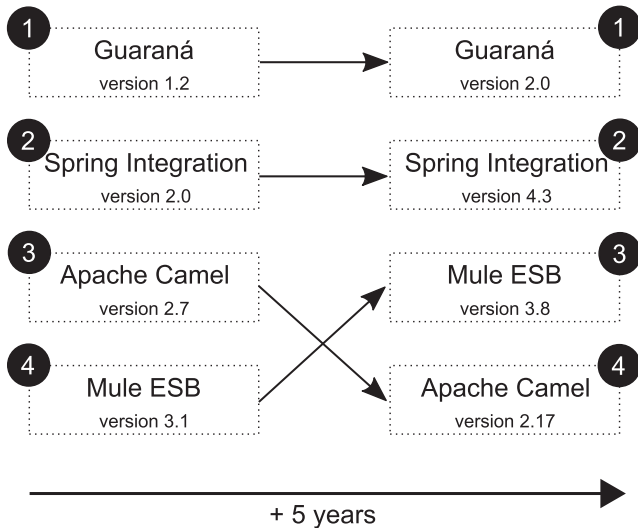 1
Guaraná
version 1.2
1
Guaraná
version 2.0
2
Spring Integration
version 2.0
2
Spring Integration
version 4.3
3
Apache Camel
version 2.7
3
Mule ESB
version 3.8
4
Mule ESB
version 3.1
4
Apache Camel
version 2.17
+ 5 years